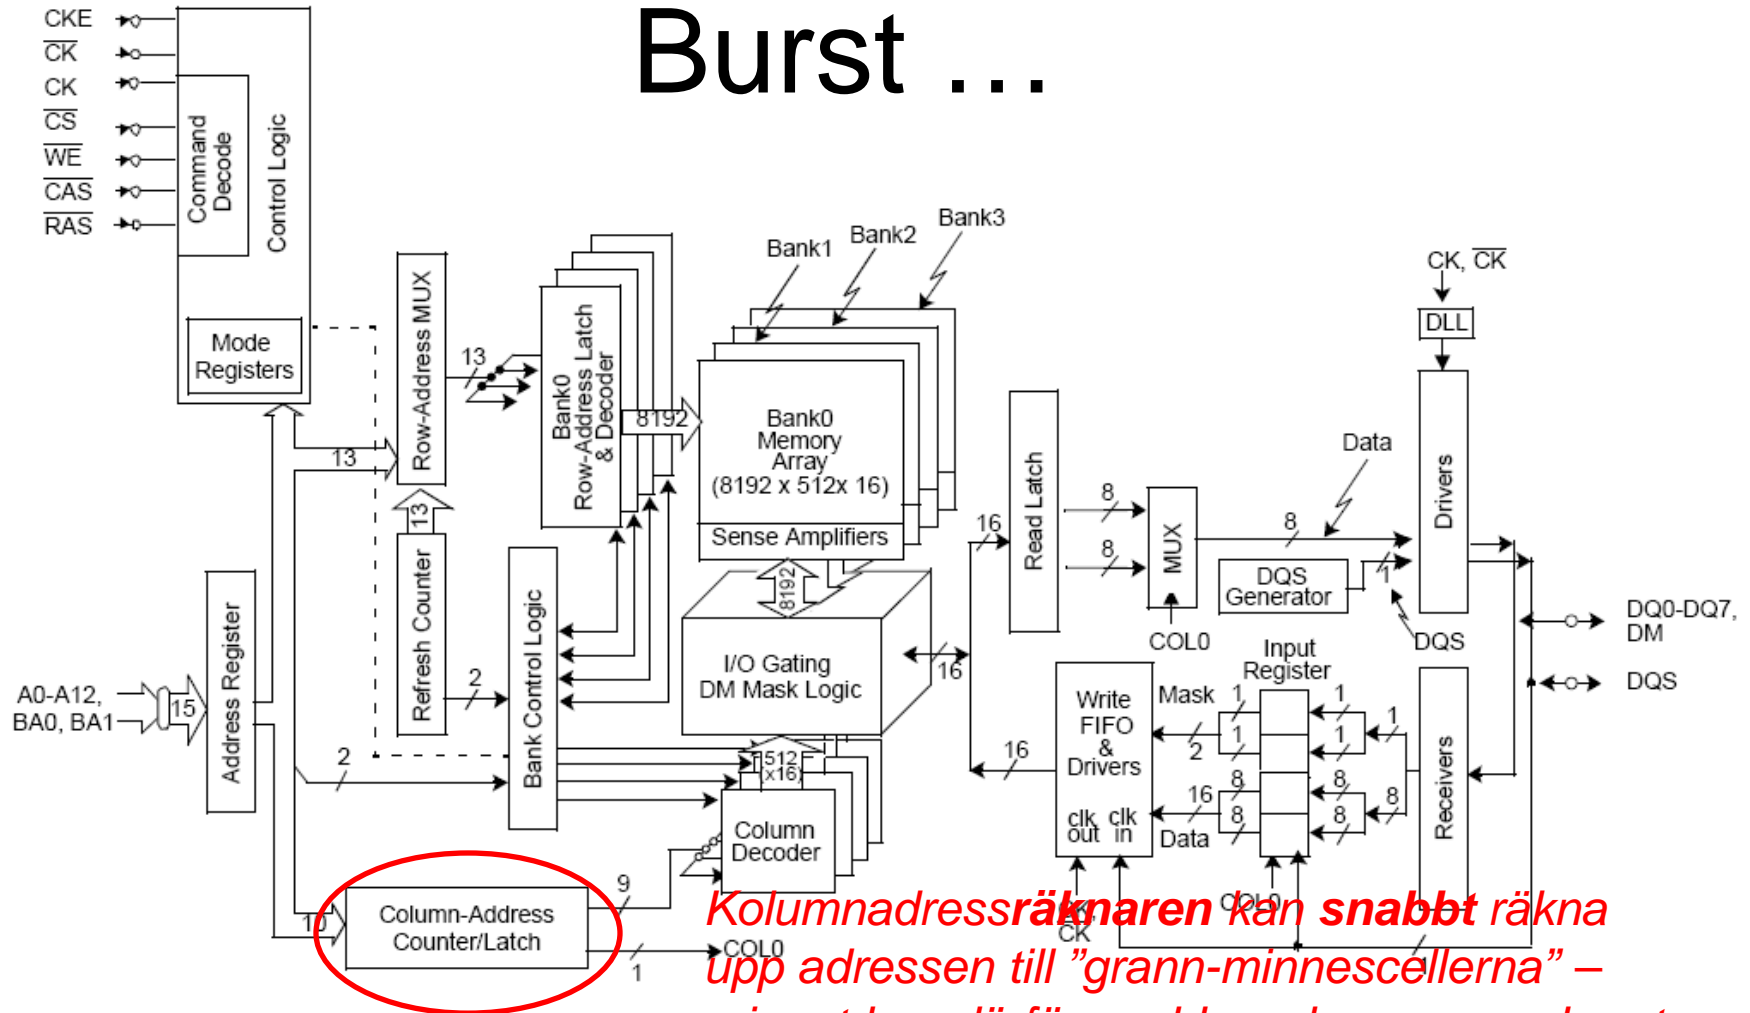 Burst …
CKE
CK
CK
CS
WE
CAS
RAS
Command
Decode
Control Logic
Mode
Registers
Row-Address MUX
13
13
13
Refresh Counter
Bank0
Row-Address Latch
& Decoder
8192
Bank1
Bank2
Bank3
Bank0
Memory
Array
(8192 x 512x 16)
Sense Amplifiers
8192
I/O Gating
DM Mask Logic
16
A0-A12,
BA0, BA1
15
Address Register
2
2
Bank Control Logic
512
(x16)
Column
Decoder
10
Column-Address
Counter/Latch
9
1
COL0
16
Read Latch
8
8
MUX
COL0
8
Data
DQS
Generator
1
DQS
CK, CK
DLL
Drivers
DQ0-DQ7,
DM
DQS
Input
Register
Write
FIFO
&
Drivers
clk
out
clk
in
16
Mask
2
1
1
1
1
1
16
Data
8
8
8
8
8
Receivers
CK,
CK
COL0
1
Kolumnadressräknaren kan snabbt räkna
upp adressen till ”grann-minnescellerna” –